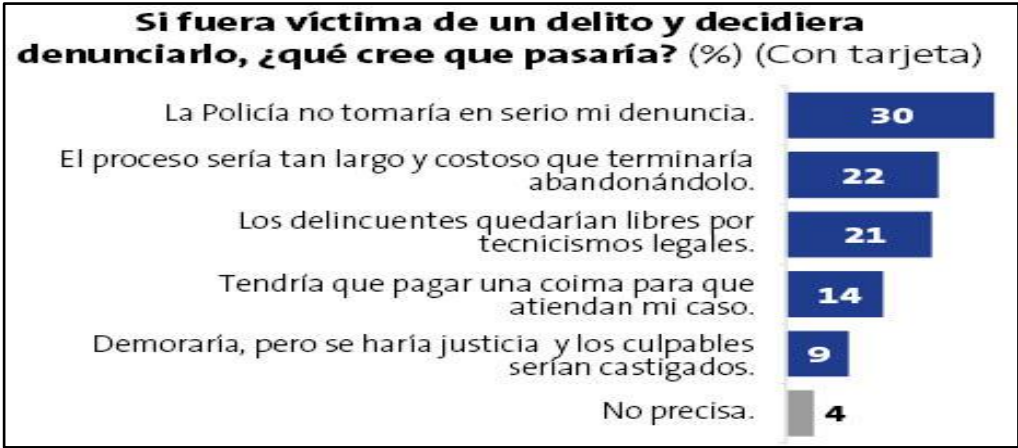 Si fuera víctima de un delito y decidiera
denunciarlo, ¿qué cree que pasaría? (%) (Con tarjeta)
La Policía no tomaría en serio mi denuncia.
30
El proceso sería tan largo y costoso que terminaría
abandonándolo.
22
Los delincuentes quedarían libres por
tecnicismos legales.
21
Tendría que pagar una coima para que
atiendan mi caso.
14
Demoraría, pero se haría justicia y los culpables
serían castigados.
9
No precisa.
4